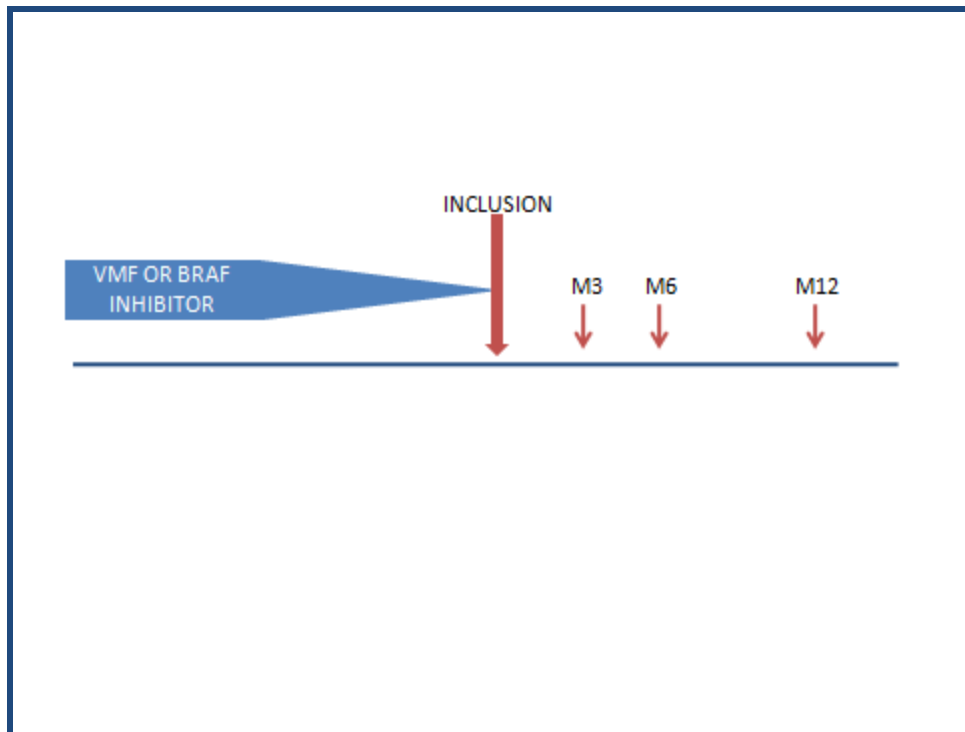 INCLUSION
VMF OR BRAF
INHIBITOR
M3
M6
M12